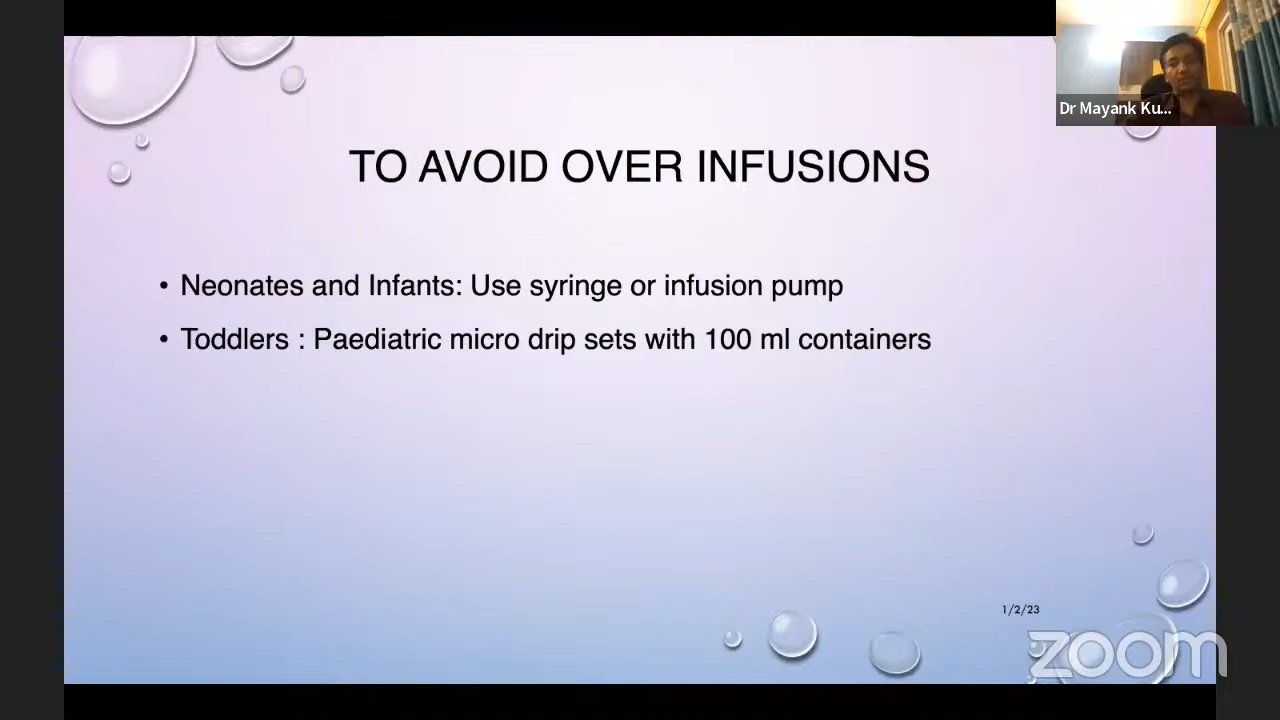 Dr Mayank Ku...
TO AVOID OVER INFUSIONS
• Neonates and Infants: Use syringe or infusion pump
• Toddlers : Paediatric micro drip sets with 100 ml containers
1/2/23
zoom